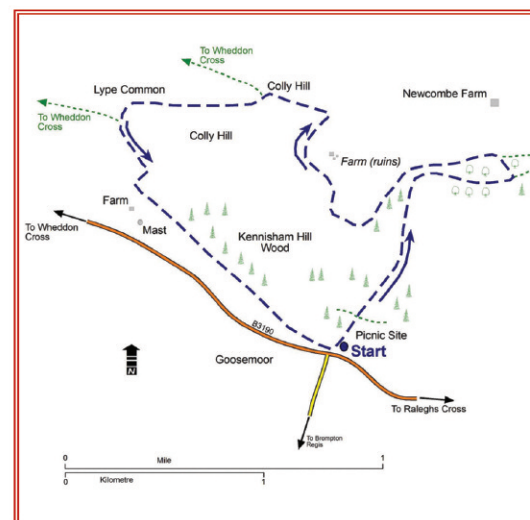 To Wheddon
Cross
Colly Hill
Lype Common
Newcombe Farm
To Wheddon
Cross
Colly Hill
Farm (ruins)
Farm
Mast
To Wheddon
Cross
Kennisham Hill
Wood
B3190
Picnic Site
Start
Goosemoor
N
To Raleghs Cross
To Brompton
Regis
0 1
Mile
Kilometre
0 1